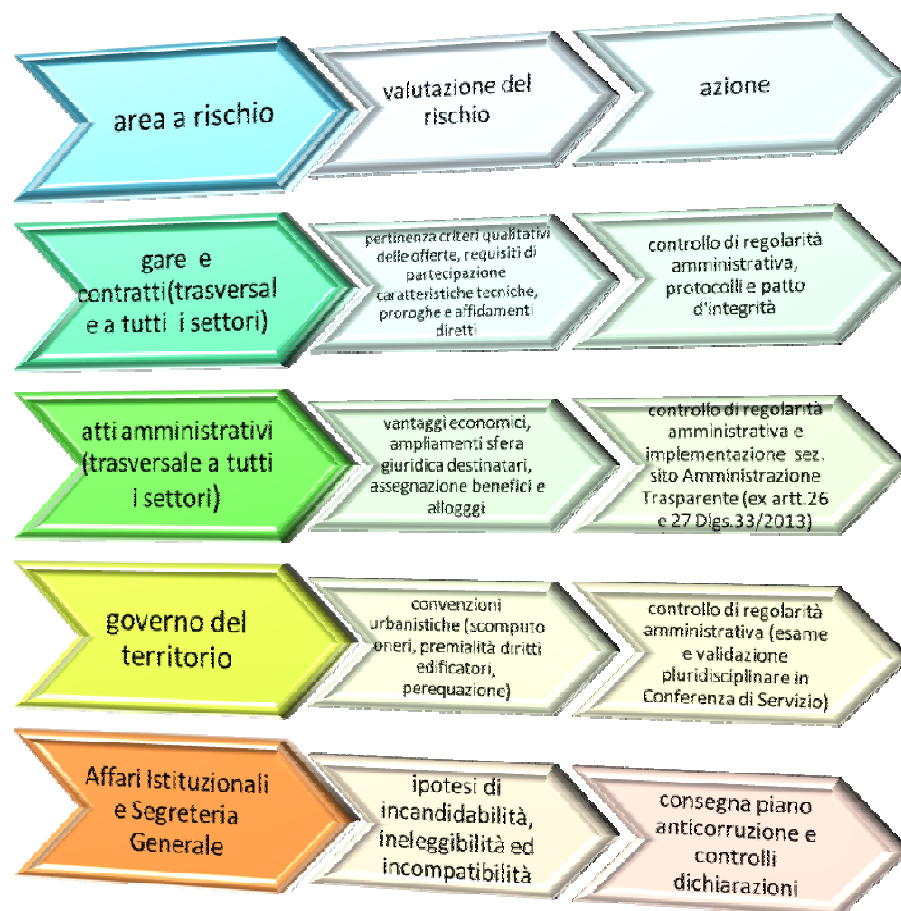 area a rischio
valutazione del
rischio
azione
gare e
contratti(trasversal
e a tutti i settori)
pertinenza criteri qualitativi
delle offerte, requisiti di
partecipazione
caratteristiche tecniche,
proroghe e affidamenti
diretti
controllo di regolarità
amministrativa,
protocolli e patto
d'integrità
atti amministrativi
(trasversale a tutti
i settori)
vantaggi economici,
ampliamenti sfera
giuridica destinatari,
assegnazione benefici e
allogggi
controllo di regolarità
amministrativa e
implementazione sez.
sito Amministrazione
Trasparente (ex artt.26
e 27 Dlgs.33/2013)
governo del
territorio
convenzioni
urbanistiche (scomputo
oneri, premialità diritti
edificatori,
perequazione)
controllo di regolarità
amministrativa (esame
e validazione
pluridisciplinare in
Conferenza di Servizio)
Affari Istituzionali
e Segreteria
Generale
ipotesi di
incandidabilità,
ineleggibilità ed
incompatibilità
consegna piano
anticorruzione e
controlli
dichiarazioni